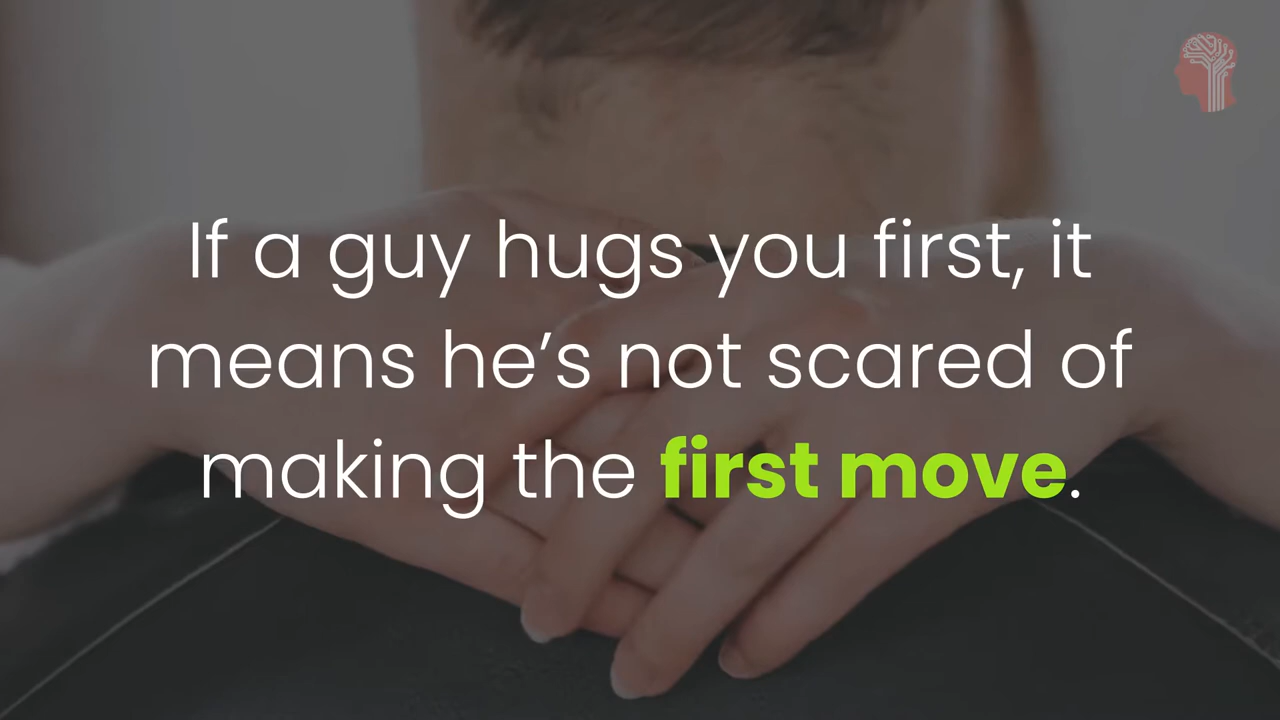 If a guy hugs you first, it
means he’s not scared of
making the first move.